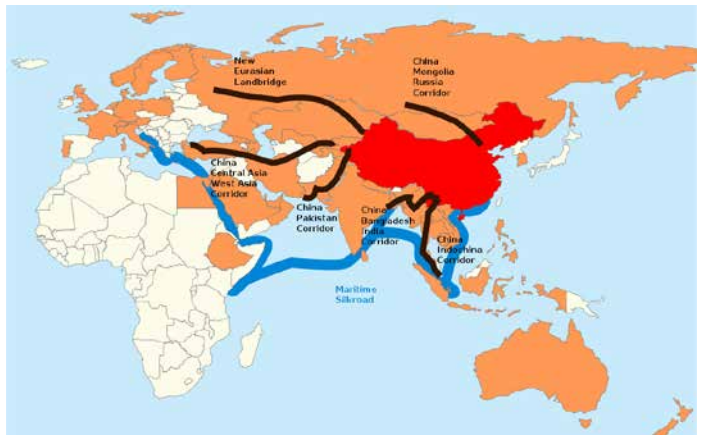 New
Eurasian
Landbridge
China
Mongolia
Russia
Corridor
China
Central Asia
West Asia
Corridor
China -
Pakistan
Corridor
China
Bangladesh
India
Corridor
China
Indochina
Corridor
Maritime
Silkroad